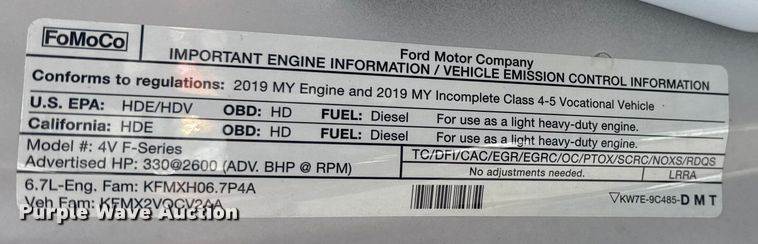 FoMoCo
Ford Motor Company
IMPORTANT ENGINE INFORMATION / VEHICLE EMISSION CONTROL INFORMATION
Conforms to regulations: 2019 MY Engine and 2019 MY Incomplete Class 4-5 Vocational Vehicle
U.S. EPA: HDE/HDV OBD: HD FUEL: Diesel For use as a light heavy-duty engine.
California: HDE OBD: HD FUEL: Diesel For use as a light heavy-duty engine.
Model #: 4V F-Series
Advertised HP: 330@2600 (ADV. BHP @ RPM)
TC/DFI/CAC/EGR/EGRC/OC/PTOX/SCRC/NOXS/RDQS
No adjustments needed. LRRA
6.7L-Eng. Fam: KFMXH06.7P4A
Veh Fam: KFMX2VOCV2AA
▽KW7E-9C485-D M T
Purple Wave Auction